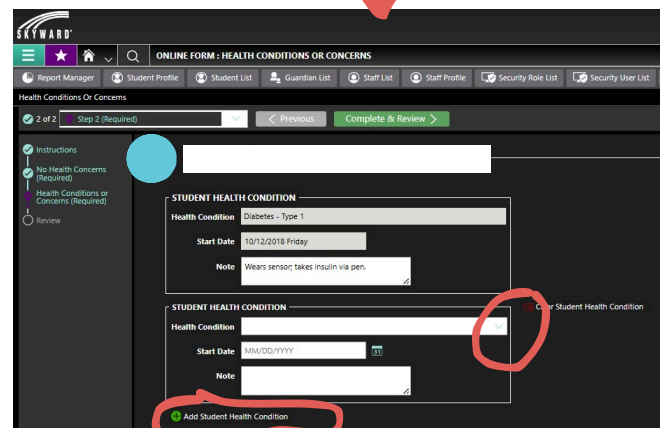 SKYWARD
ONLINE FORM : HEALTH CONDITIONS OR CONCERNS
Report Manager Student Profile Student List Guardian List Staff List Staff Profile Security Role List Security User List
Health Conditions Or Concerns
2 of 2 Step 2 (Required) Previous Complete & Review
Instructions
No Health Concerns
(Required)
Health Conditions or
Concerns (Required)
Review
STUDENT HEALTH CONDITION
Health Condition Diabetes - Type 1
Start Date 10/12/2018 Friday
Note Wears sensor; takes insulin via pen.
STUDENT HEALTH CONDITION Clear Student Health Condition
Health Condition
Start Date MM/DD/YYYY 31
Note
Add Student Health Condition